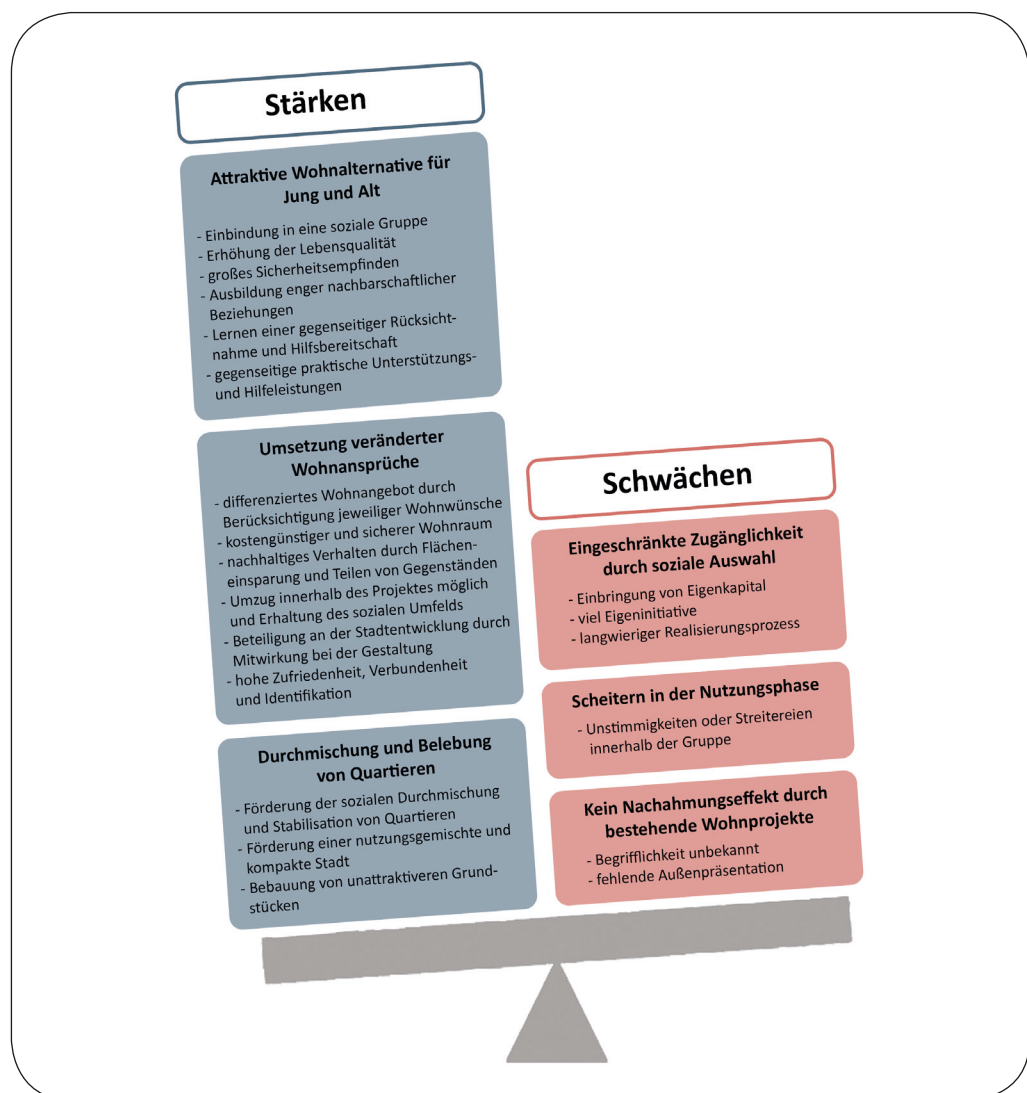 Stärken
Attraktive Wohnalternative für
Jung und Alt
- Einbindung in eine soziale Gruppe
- Erhöhung der Lebensqualität
- großes Sicherheitsempfinden
- Ausbildung enger nachbarschaftlicher
Beziehungen
- Lernen einer gegenseitiger Rücksicht-
nahme und Hilfsbereitschaft
- gegenseitige praktische Unterstützungs-
und Hilfeleistungen
Umsetzung veränderter
Wohnansprüche
- differenziertes Wohnangebot durch
Berücksichtigung jeweiliger Wohnwünsche
- kostengünstiger und sicherer Wohnraum
- nachhaltiges Verhalten durch Flächen-
einsparung und Teilen von Gegenständen
- Umzug innerhalb des Projektes möglich
und Erhaltung des sozialen Umfelds
- Beteiligung an der Stadtentwicklung durch
Mitwirkung bei der Gestaltung
- hohe Zufriedenheit, Verbundenheit
und Identifikation
Durchmischung und Belebung
von Quartieren
- Förderung der sozialen Durchmischung
und Stabilisation von Quartieren
- Förderung einer nutzungsgemischte und
kompakte Stadt
- Bebauung von unattraktiveren Grund-
stücken
Schwächen
Eingeschränkte Zugänglichkeit
durch soziale Auswahl
- Einbringung von Eigenkapital
- viel Eigeninitiative
- langwieriger Realisierungsprozess
Scheitern in der Nutzungsphase
- Unstimmigkeiten oder Streitereien
innerhalb der Gruppe
Kein Nachahmungseffekt durch
bestehende Wohnprojekte
- Begrifflichkeit unbekannt
- fehlende Außenpräsentation